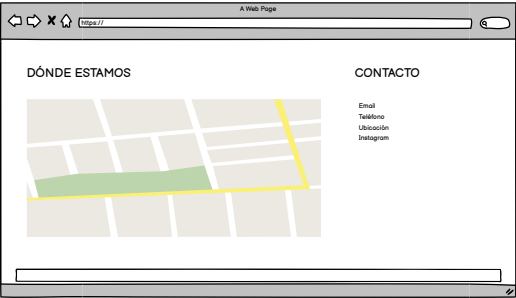 A Web Page
https://
DÓNDE ESTAMOS
CONTACTO
Email
Teléfono
Ubicación
Instagram